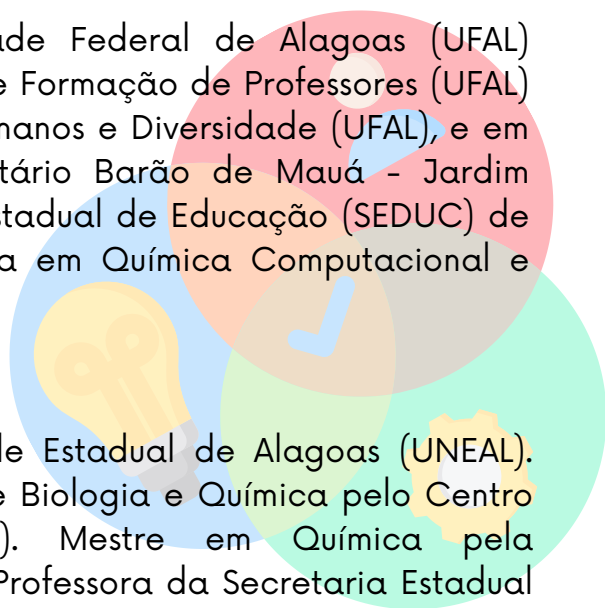 ade Federal de Alagoas (UFAL)
e Formação de Professores (UFAL)
manos e Diversidade (UFAL), e em
tário Barão de Mauá - Jardim
stadual de Educação (SEDUC) de
a em Química Computacional e
de Estadual de Alagoas (UNEAL).
e Biologia e Química pelo Centro
). Mestre em Química pela
Professora da Secretaria Estadual